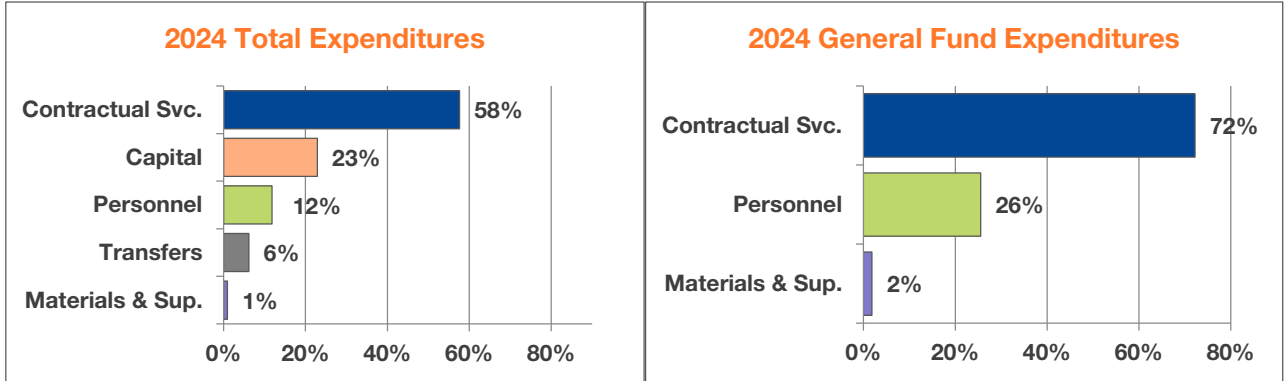 2024 Total Expenditures
Contractual Svc.
58%
Capital
23%
Personnel
12%
Transfers
6%
Materials & Sup.
1%
0% 20% 40% 60% 80%
2024 General Fund Expenditures
Contractual Svc.
72%
Personnel
26%
Materials & Sup.
2%
0% 20% 40% 60% 80%